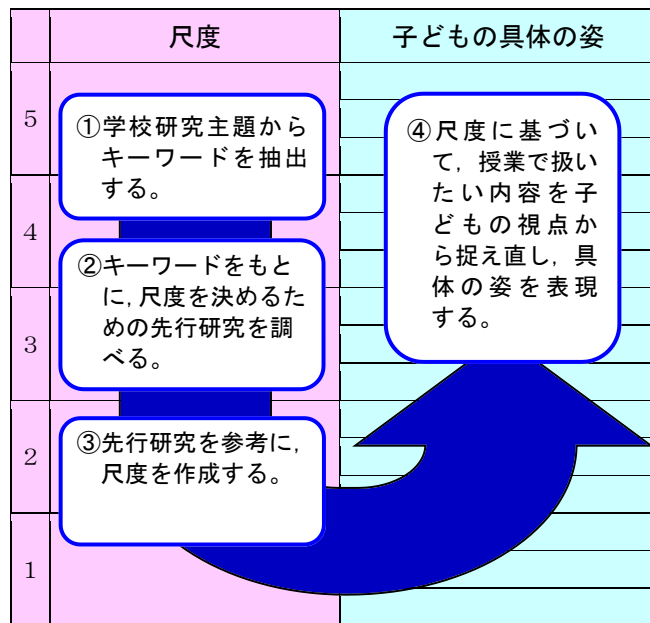 尺度
子どもの具体の姿
5
4
3
2
1
①学校研究主題から
キーワードを抽出
する。
②キーワードをもと
に,尺度を決めるた
めの先行研究を調
べる。
③先行研究を参考に,
尺度を作成する。
④尺度に基づい
て,授業で扱い
たい内容を子
どもの視点か
ら捉え直し,具
体の姿を表現
する。